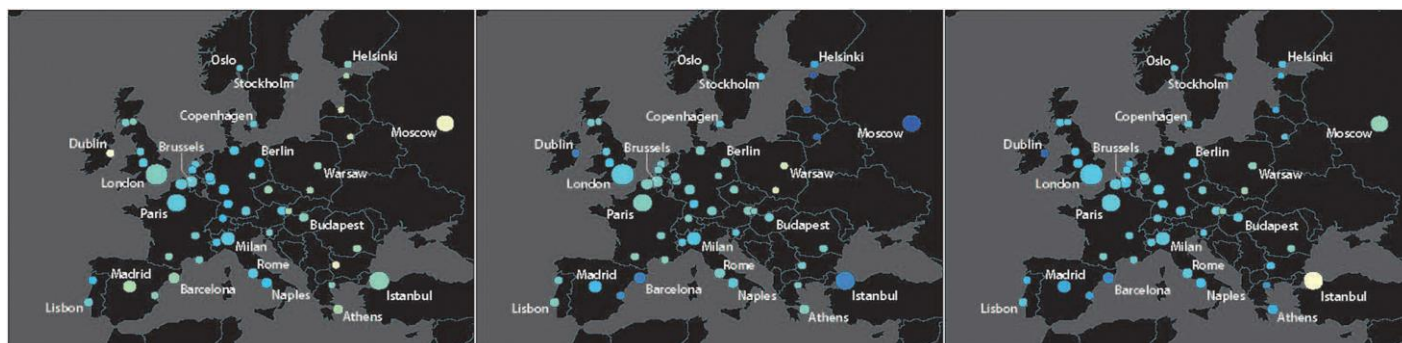 Oslo
Helsinki
Stockholm
Copenhagen
Moscow
Dublin
Brussels
Berlin
London
Warsaw
Paris
Budapest
Milan
Madrid
Rome
Barcelona
Istanbul
Lisbon
Naples
Athens
Oslo
Helsinki
Stockholm
Copenhagen
Moscow
Dublin
Brussels
Berlin
London
Warsaw
Paris
Budapest
Milan
Madrid
Rome
Barcelona
Istanbul
Lisbon
Naples
Athens
Oslo
Helsinki
Stockholm
Copenhagen
Moscow
Dublin
Brussels
Berlin
London
Warsaw
Paris
Budapest
Milan
Madrid
Rome
Barcelona
Istanbul
Lisbon
Naples
Athens